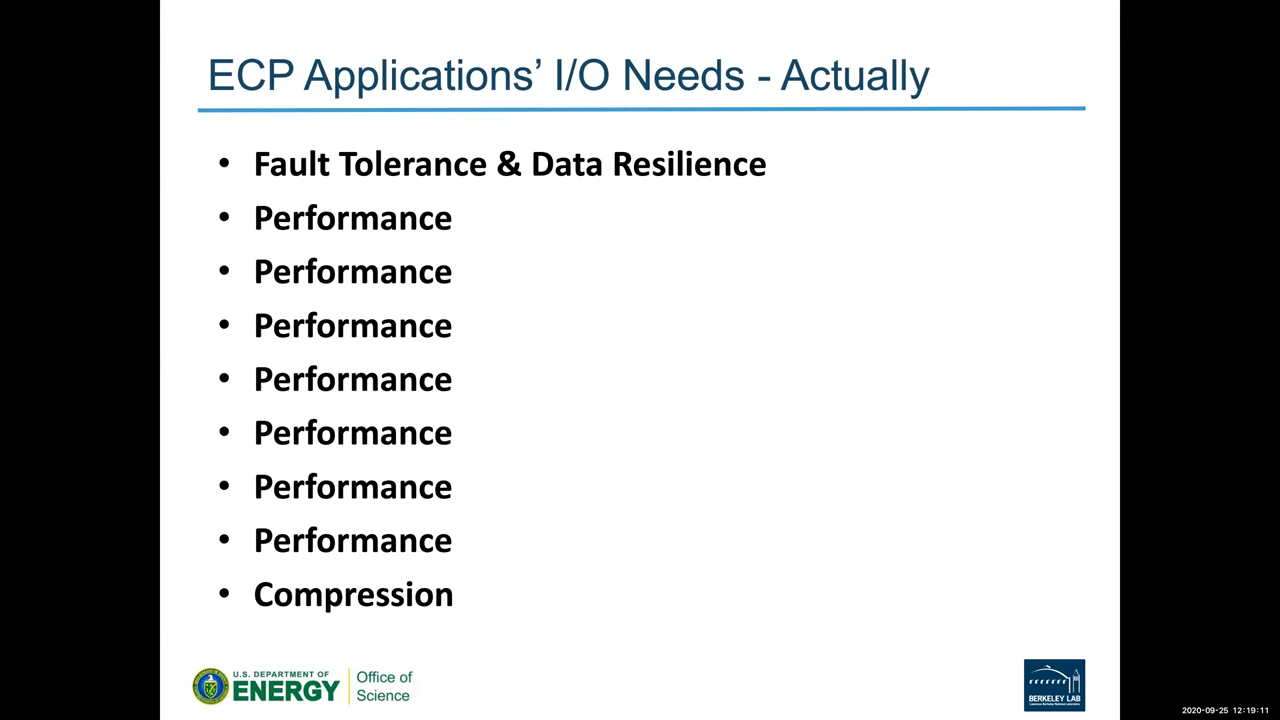 ECP Applications’ I/O Needs - Actually
• Fault Tolerance & Data Resilience
• Performance
• Performance
• Performance
• Performance
• Performance
• Performance
• Performance
• Compression
U.S. DEPARTMENT OF
ENERGY
Office of
Science
BERKELEY LAB
Lawrence Berkeley National Laboratory
2020-09-25 12:19:11